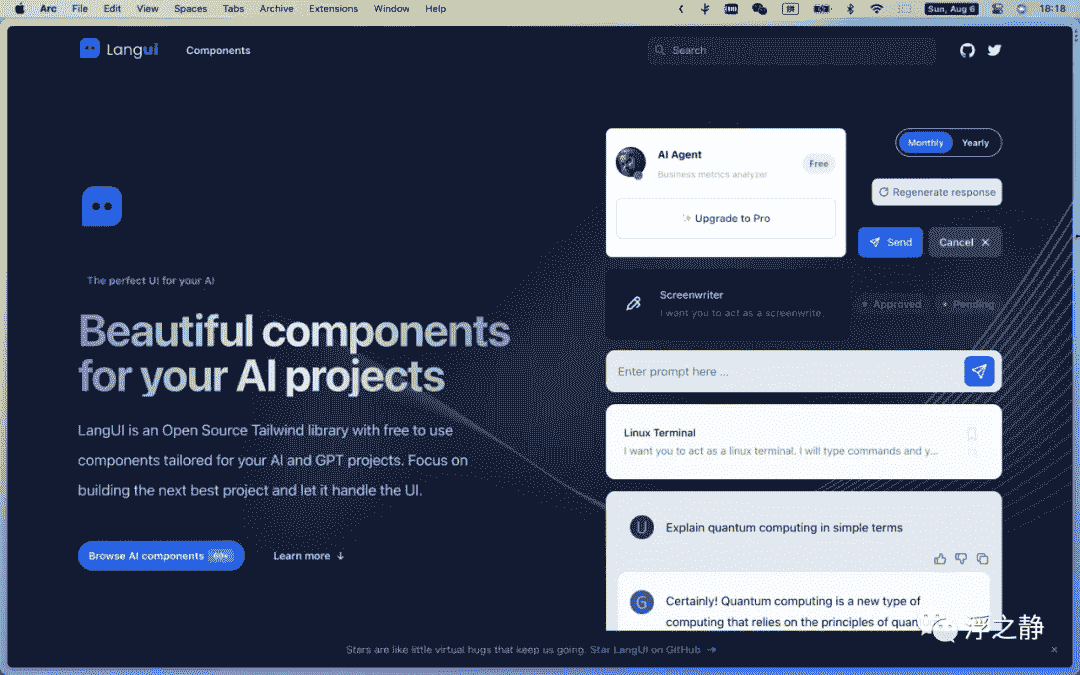 Arc File Edit View Spaces Tabs Archive Extensions Window Help
Sun, Aug 6 18:18
Langui Components
Search
AI Agent
Business metrics analyzer
Free
Upgrade to Pro
Monthly Yearly
Regenerate response
Send Cancel
The perfect UI for your AI
Beautiful components
for your AI projects
LangUI is an Open Source Tailwind library with free to use
components tailored for your AI and GPT projects. Focus on
building the next best project and let it handle the UI.
Browse AI components
Learn more ↓
Screenwriter
I want you to act as a screenwrite.
Approved Pending
Enter prompt here ...
Linux Terminal
I want you to act as a linux terminal. I will type commands and y...
U Explain quantum computing in simple terms
G Certainly! Quantum computing is a new type of
computing that relies on the principles of quan
浮之静
Stars are like little virtual hugs that keep us going. Star LangUI on GitHub →